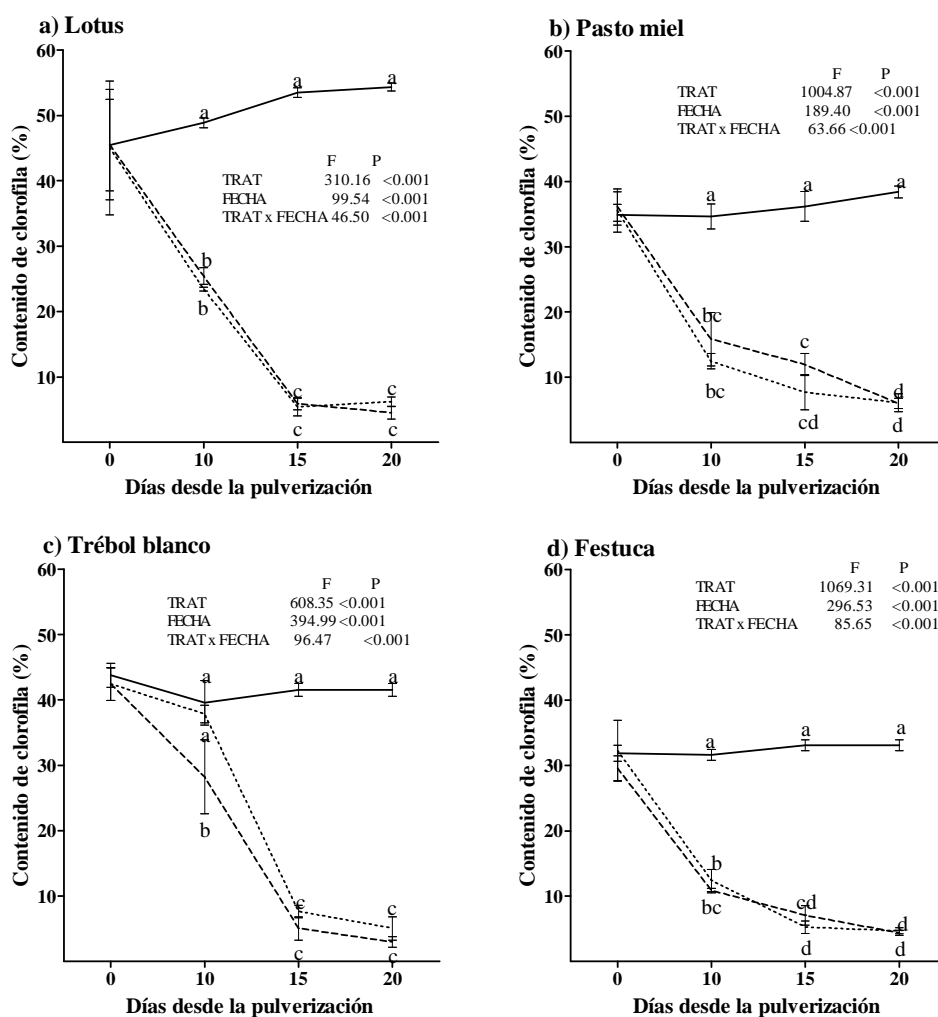 a) Lotus
60
50
40
30
20
10
Contenido de clorofila (%)
a
a
a
a
F P
TRAT 310.16 <0.001
FECHA 99.54 <0.001
TRAT x FECHA 46.50 <0.001
b
b
c
c
c
c
0 10 15 20
Días desde la pulverización
b) Pasto miel
60
50
40
30
20
10
Contenido de clorofila (%)
F P
TRAT 1004.87 <0.001
FECHA 189.40 <0.001
TRAT x FECHA 63.66 <0.001
a
a
a
bc
c
d
bc
cd
d
0 10 15 20
Días desde la pulverización
c) Trébol blanco
60
50
40
30
20
10
Contenido de clorofila (%)
F P
TRAT 608.35 <0.001
FECHA 394.99 <0.001
TRAT x FECHA 96.47 <0.001
a
a
a
a
b
c
c
c
c
0 10 15 20
Días desde la pulverización
d) Festuca
60
50
40
30
20
10
Contenido de clorofila (%)
F P
TRAT 1069.31 <0.001
FECHA 296.53 <0.001
TRAT x FECHA 85.65 <0.001
a
a
a
b
bc
cd
d
d
d
0 10 15 20
Días desde la pulverización